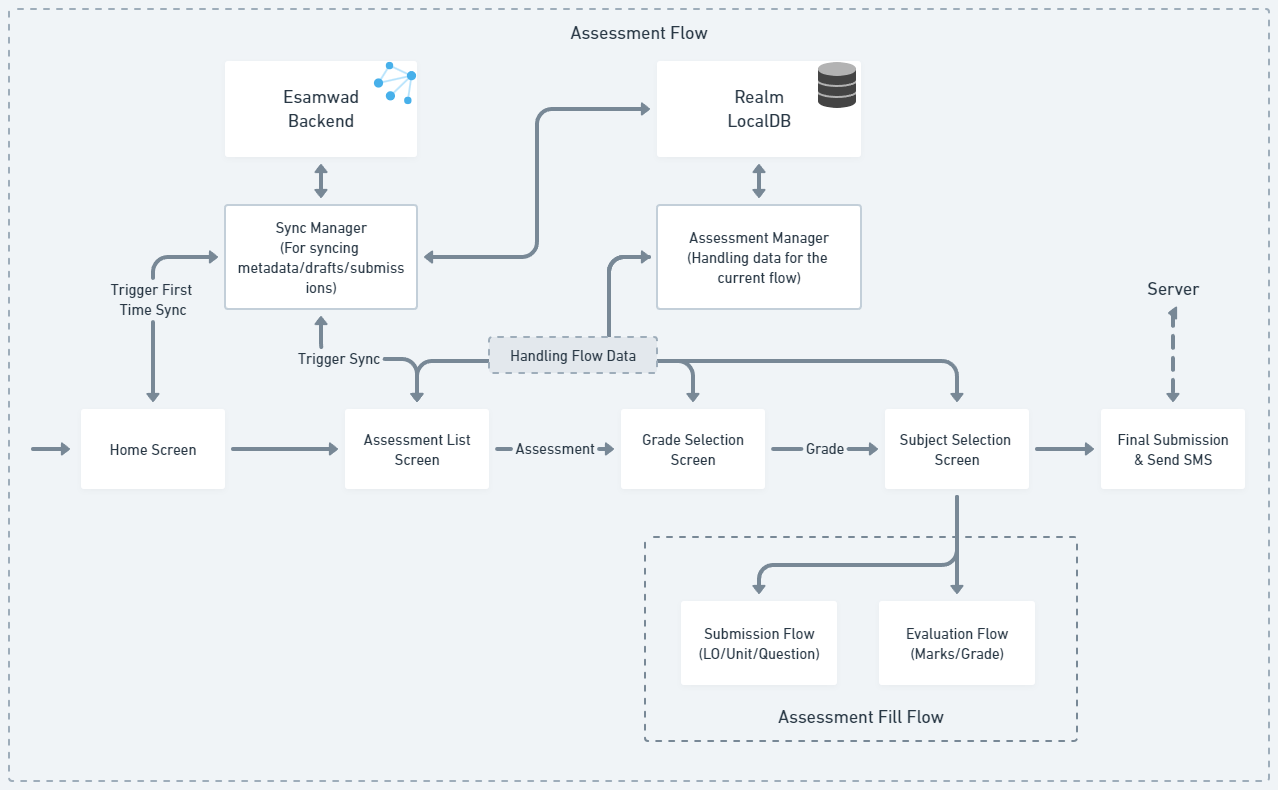 Assessment Flow
Esamwad
Backend
Realm
LocalDB
Sync Manager
(For syncing
metadata/drafts/submiss
ions)
Assessment Manager
(Handling data for the
current flow)
Trigger First
Time Sync
Server
Trigger Sync
Handling Flow Data
Home Screen
Assessment List
Screen
Assessment
Grade Selection
Screen
Grade
Subject Selection
Screen
Final Submission
& Send SMS
Submission Flow
(LO/Unit/Question)
Evaluation Flow
(Marks/Grade)
Assessment Fill Flow